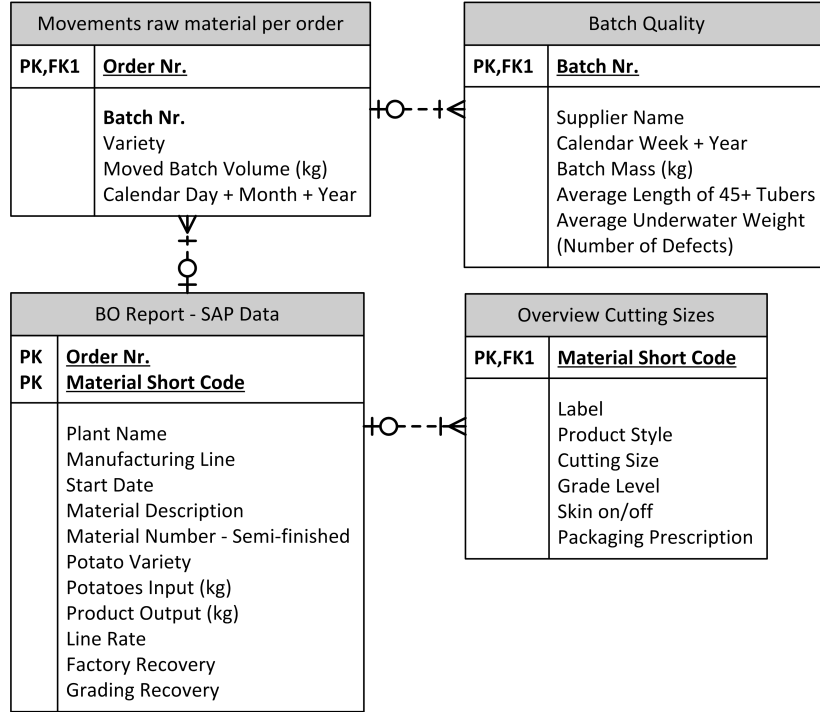 Movements raw material per order
PK,FK1 Order Nr.
Batch Nr.
Variety
Moved Batch Volume (kg)
Calendar Day + Month + Year
Batch Quality
PK,FK1 Batch Nr.
Supplier Name
Calendar Week + Year
Batch Mass (kg)
Average Length of 45+ Tubers
Average Underwater Weight
(Number of Defects)
BO Report - SAP Data
PK Order Nr.
PK Material Short Code
Plant Name
Manufacturing Line
Start Date
Material Description
Material Number - Semi-finished
Potato Variety
Potatoes Input (kg)
Product Output (kg)
Line Rate
Factory Recovery
Grading Recovery
Overview Cutting Sizes
PK,FK1 Material Short Code
Label
Product Style
Cutting Size
Grade Level
Skin on/off
Packaging Prescription